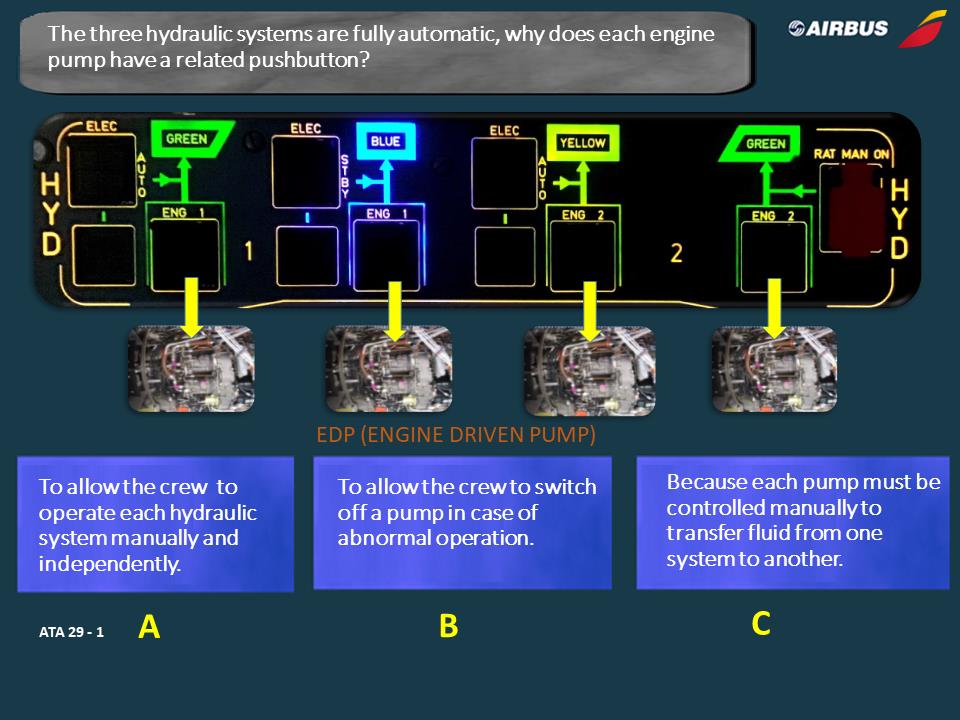 The three hydraulic systems are fully automatic, why does each engine
pump have a related pushbutton?
AIRBUS
ELEC
GREEN
ELEC
BLUE
ELEC
YELLOW
GREEN
RAT MAN ON
HYD
AUTO
STBY
AUTO
HYD
ENG 1
ENG 1
ENG 2
ENG 2
1
2
EDP (ENGINE DRIVEN PUMP)
To allow the crew to
operate each hydraulic
system manually and
independently.
To allow the crew to switch
off a pump in case of
abnormal operation.
Because each pump must be
controlled manually to
transfer fluid from one
system to another.
ATA 29 - 1
A
B
C